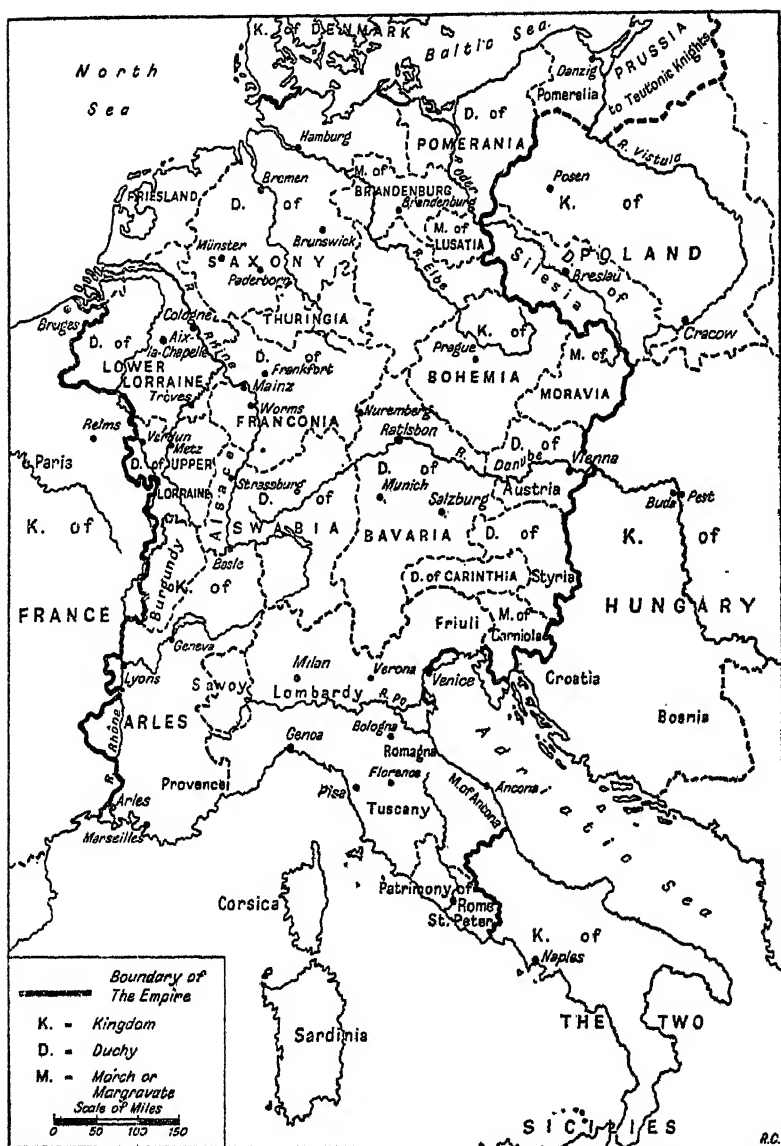 K. of DENMARK
Baltic Sea.
North
Sea
Danzig
PRUSSIA
to Teutonic Knights
Pomerelia
D. of
POMERANIA
Hamburg
R. Vistula
R. Oder
Bremen
M. of
BRANDENBURG
Brandenburg
Posen
K. of
FRIESLAND
D. of
Brunswick
M. of
LUSATIA
Münster
SAXONY
Paderborn
R. Elbe
D. of
POLAND
Silesia
Breslau
Bruges
Cologne
R. Rhine
THURINGIA
D. of
Aix-
la-Chapelle
LOWER
LORRAINE
D. of
Frankfort
K. of
Prague
Cracow
Mainz
BOHEMIA
M. of
MORAVIA
Trèves
Worms
FRANCONIA
Nuremberg
Reims
Verdun
Metz
Ratisbon
R. Danube
D. of
Vienna
Paris
D. of UPPER
LORRAINE
Alsace
Strassburg
D. of
Munich
Austria
Salzburg
Buda
Pest
K. of
SWABIA
BAVARIA
D. of
K. of
Basle
Burgundy
K. of
D. of CARINTHIA
Styria
FRANCE
Friuli
M. of
Carniola
HUNGARY
Geneva
Milan
Verona
Venice
Croatia
Lyons
Savoy
Lombardy
R. Po
Bosnia
ARLES
R. Rhône
Bologna
Genoa
Romagna
Adriatic Sea
Provence
Florence
Arles
Pisa
Tuscany
M. of Ancona
Ancona
Marseilles
Corsica
Patrimony of
St. Peter
Rome
K. of
Naples
Boundary of
The Empire
K. = Kingdom
D. = Duchy
M. = March or
Margravate
Scale of Miles
0 50 100 150
Sardinia
THE TWO
SICILIES
R.C.